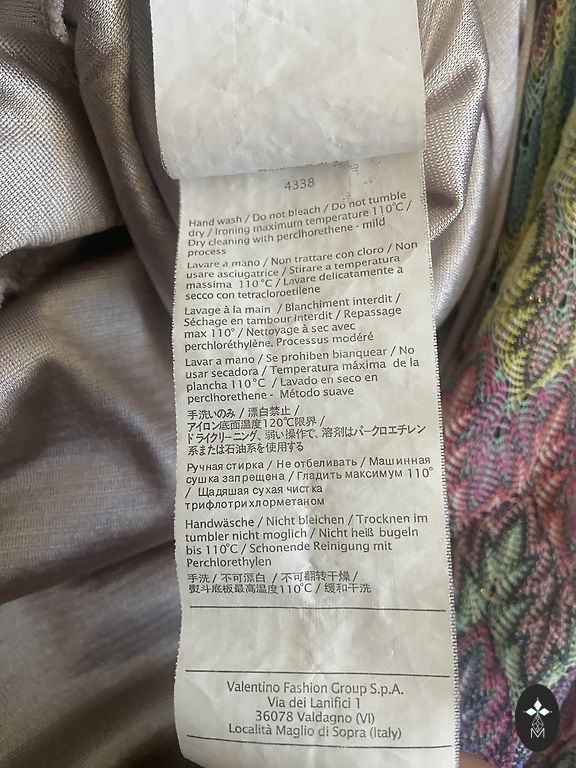 4338
Hand wash / Do not bleach / Do not tumble
dry / Ironing maximum temperature 110°C /
Dry cleaning with perclhorethene - mild
process
Lavare a mano / Non trattare con cloro / Non
usare asciugatrice / Stirare a temperatura
massima 110°C / Lavare delicatamente a
secco con tetracloroetilene
Lavage à la main / Blanchiment interdit /
Séchage en tambour interdit / Repassage
max 110° / Nettoyage à sec avec
perchloréthylène. Processus modéré
Lavar a mano / Se prohiben bianquear / No
usar secadora / Temperatura máxima de la
plancha 110°C / Lavado en seco en
perclhorethene - Método suave
手洗いのみ / 漂白禁止 /
アイロン底面温度120℃限界 /
ドライクリーニング、弱い操作で、溶剤はパークロエチレン
系または石油系を使用する
Ручная стирка / Не отбеливать / Машинная
сушка запрещена / Гладить максимум 110°
/ Щадяшая сухая чистка
трифлотрихлорметаном
Handwäsche / Nicht bleichen / Trocknen im
tumbler nicht moglich / Nicht heiß bugeln
bis 110°C / Schonende Reinigung mit
Perchlorethylen
手洗 / 不可漂白 / 不可翻转干燥 /
熨斗底板最高温度110°C / 缓和干洗
Valentino Fashion Group S.p.A.
Via dei Lanifici 1
36078 Valdagno (VI)
Località Maglio di Sopra (Italy)
M